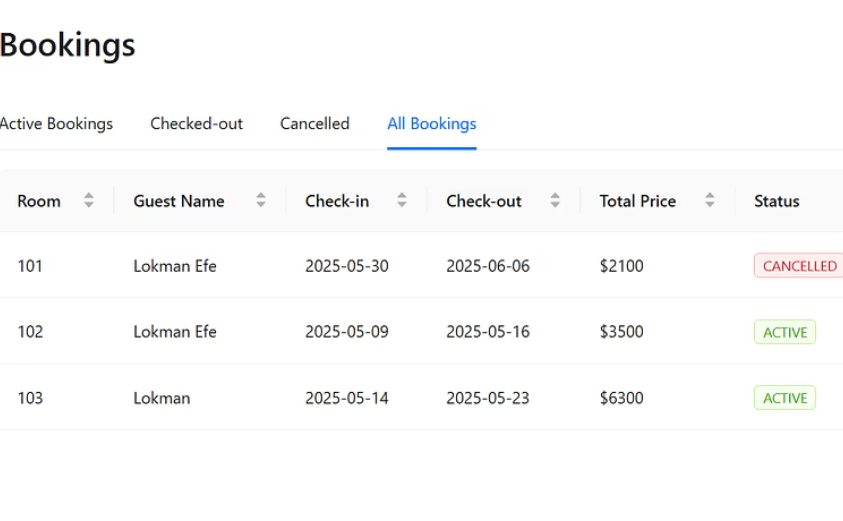 Bookings
Active Bookings Checked-out Cancelled All Bookings
Room Guest Name Check-in Check-out Total Price Status
101 Lokman Efe 2025-05-30 2025-06-06 $2100 CANCELLED
102 Lokman Efe 2025-05-09 2025-05-16 $3500 ACTIVE
103 Lokman 2025-05-14 2025-05-23 $6300 ACTIVE